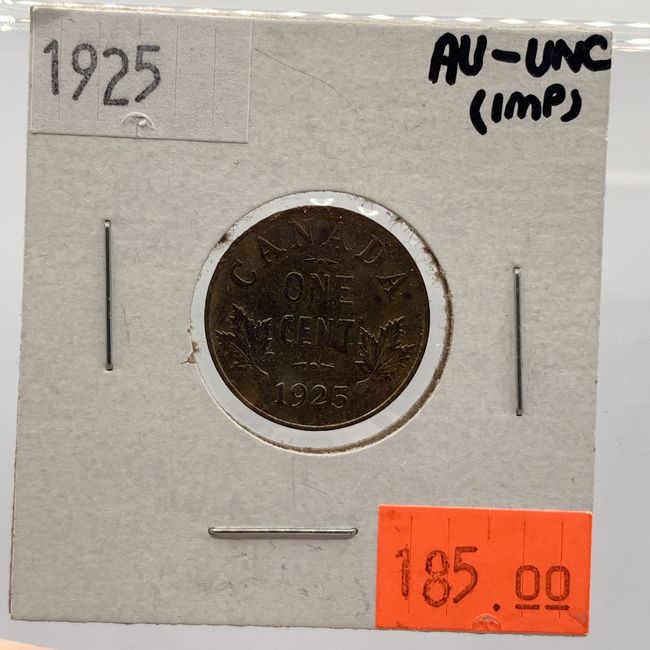 1925
AU-UNC
(IMP)
CANADA
ONE
CENT
1925
185.00